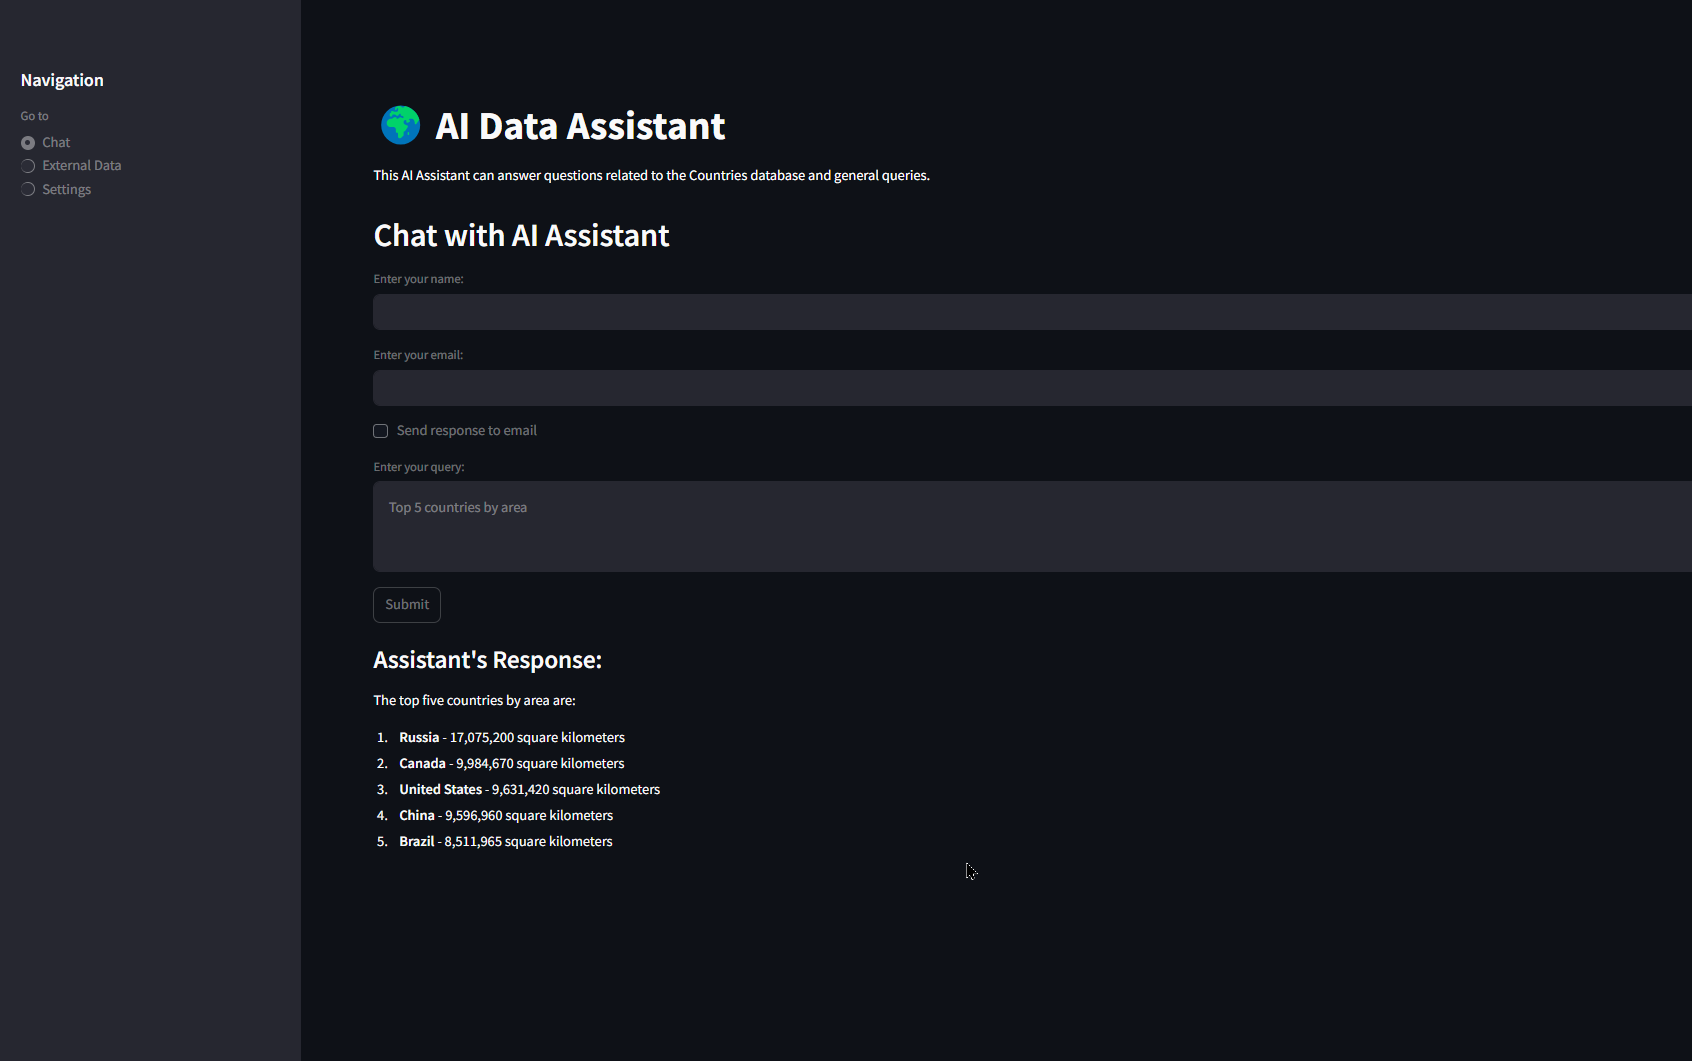 Navigation
Go to
Chat
External Data
Settings
AI Data Assistant
This AI Assistant can answer questions related to the Countries database and general queries.
Chat with AI Assistant
Enter your name:
Enter your email:
Send response to email
Enter your query:
Top 5 countries by area
Submit
Assistant's Response:
The top five countries by area are:
1. Russia - 17,075,200 square kilometers
2. Canada - 9,984,670 square kilometers
3. United States - 9,631,420 square kilometers
4. China - 9,596,960 square kilometers
5. Brazil - 8,511,965 square kilometers